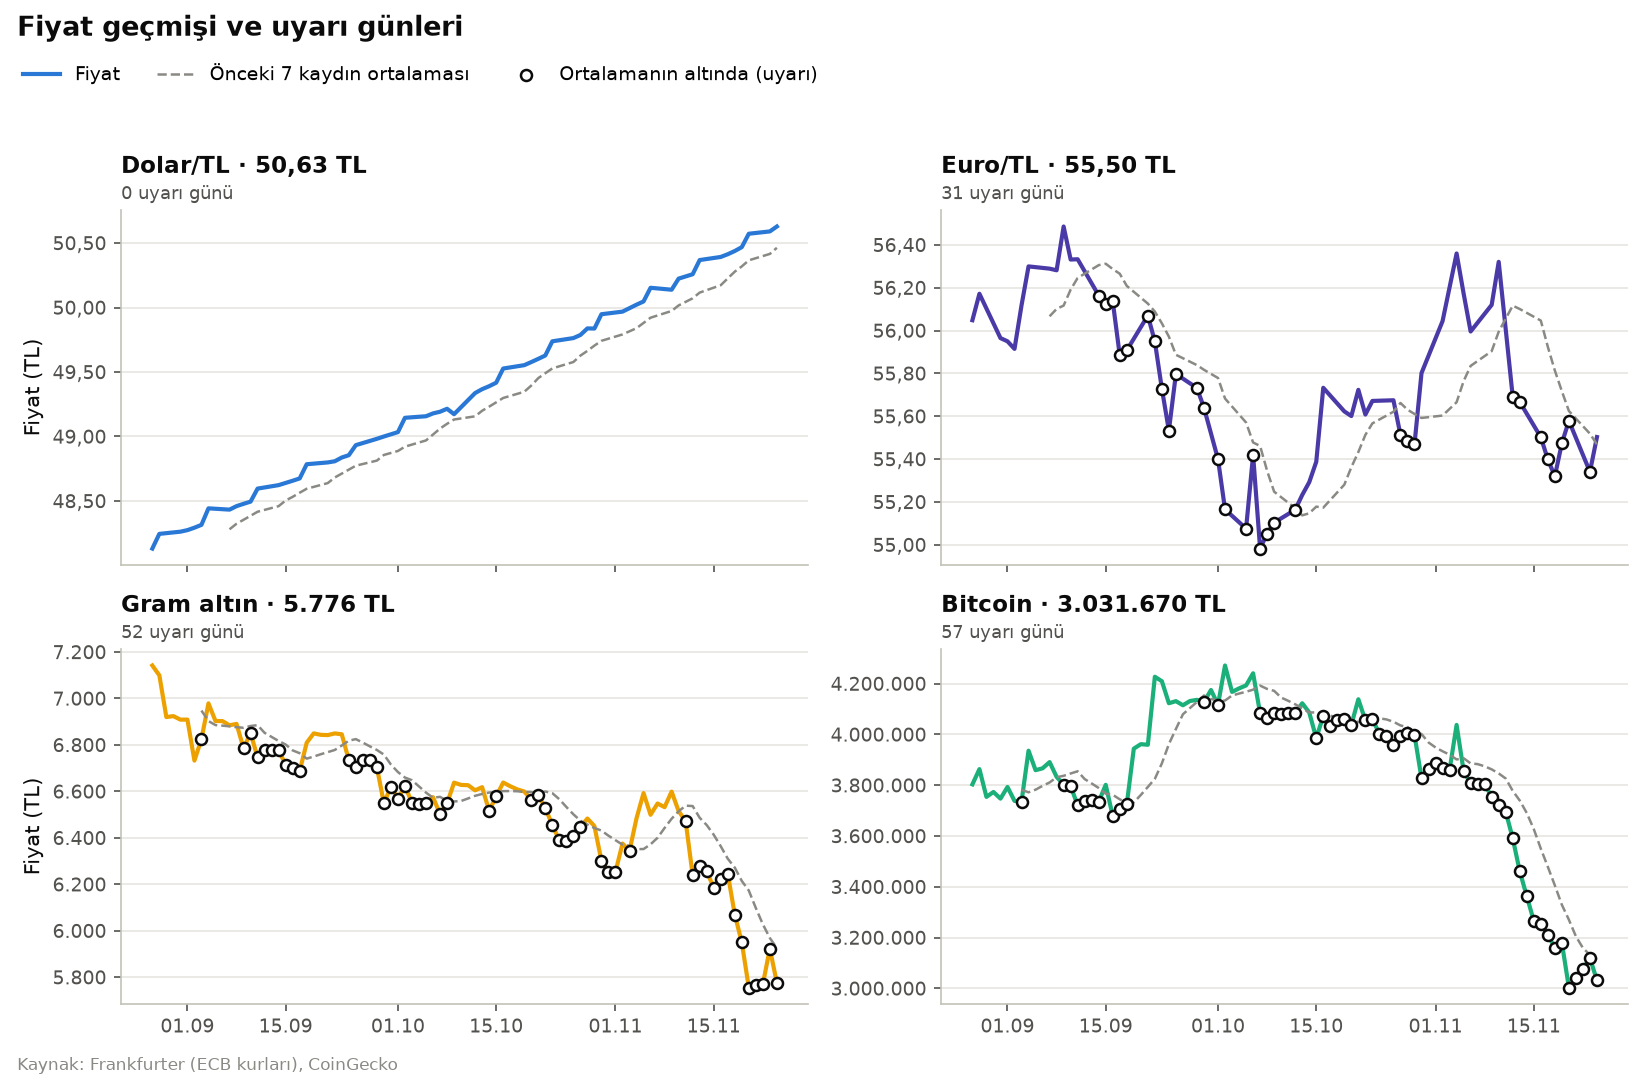 Fiyat geçmişi ve uyarı günleri
Fiyat
Önceki 7 kaydın ortalaması
Ortalamanın altında (uyarı)
Dolar/TL · 50,63 TL
0 uyarı günü
Fiyat (TL)
50,50
50,00
49,50
49,00
48,50
Euro/TL · 55,50 TL
31 uyarı günü
56,40
56,20
56,00
55,80
55,60
55,40
55,20
55,00
Gram altın · 5.776 TL
52 uyarı günü
Fiyat (TL)
7.200
7.000
6.800
6.600
6.400
6.200
6.000
5.800
01.09 15.09 01.10 15.10 01.11 15.11
Bitcoin · 3.031.670 TL
57 uyarı günü
4.200.000
4.000.000
3.800.000
3.600.000
3.400.000
3.200.000
3.000.000
01.09 15.09 01.10 15.10 01.11 15.11
Kaynak: Frankfurter (ECB kurları), CoinGecko